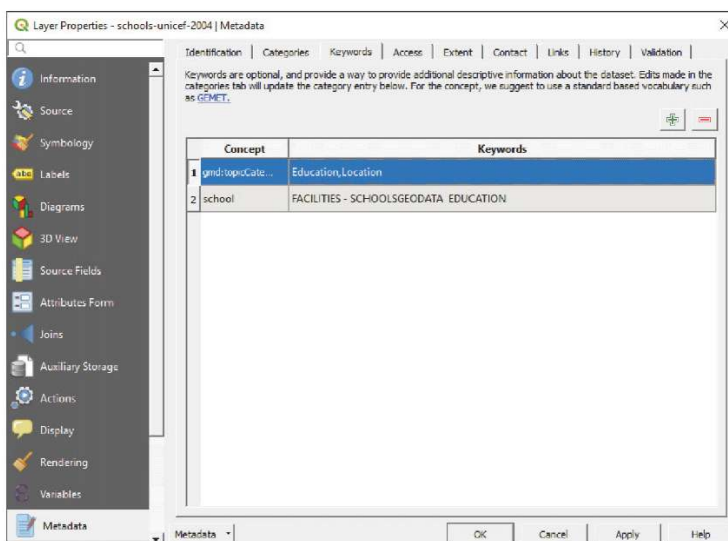 Layer Properties - schools-unicef-2004 | Metadata
Identification | Categories | Keywords | Access | Extent | Contact | Links | History | Validation |
Information
Source
Symbology
abc Labels
Diagrams
3D View
Source Fields
Attributes Form
Joins
Auxiliary Storage
Actions
Display
Rendering
Variables
Metadata
Keywords are optional, and provide a way to provide additional descriptive information about the dataset. Edits made in the
categories tab will update the category entry below. For the concept, we suggest to use a standard based vocabulary such
as GEMET.
Concept Keywords
1 gmd:topicCate... Education,Location
2 school FACILITIES - SCHOOLSGEODATA EDUCATION
Metadata OK Cancel Apply Help